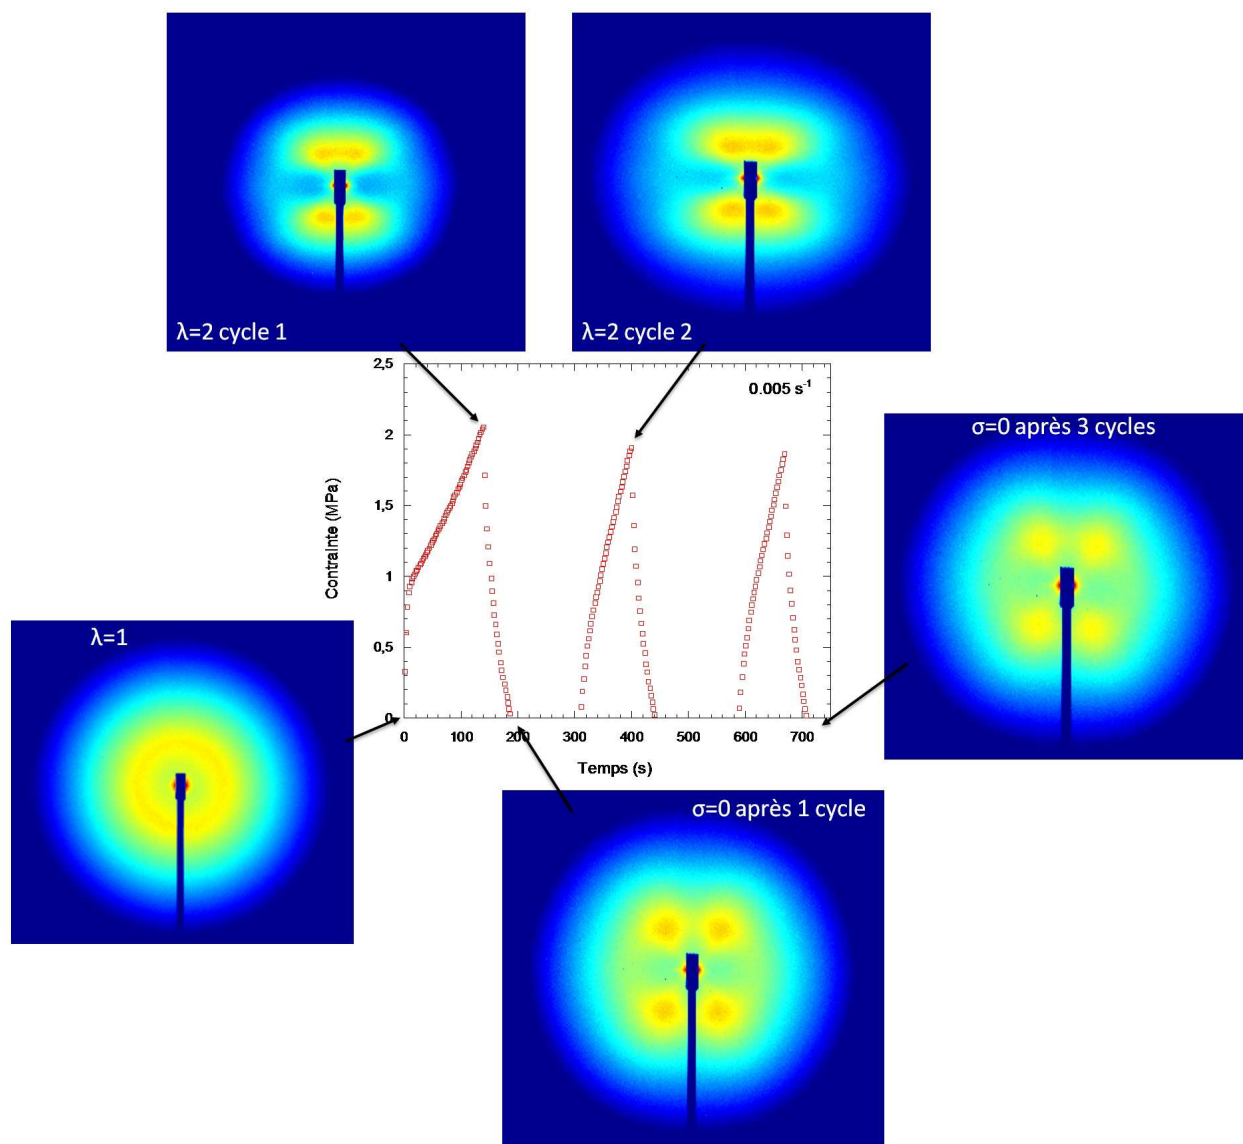 λ=2 cycle 1
λ=2 cycle 2
2,5
2
1,5
1
0,5
0
0.005 s-1
Contrainte (MPa)
0 100 200 300 400 500 600 700
Temps (s)
σ=0 après 3 cycles
λ=1
σ=0 après 1 cycle